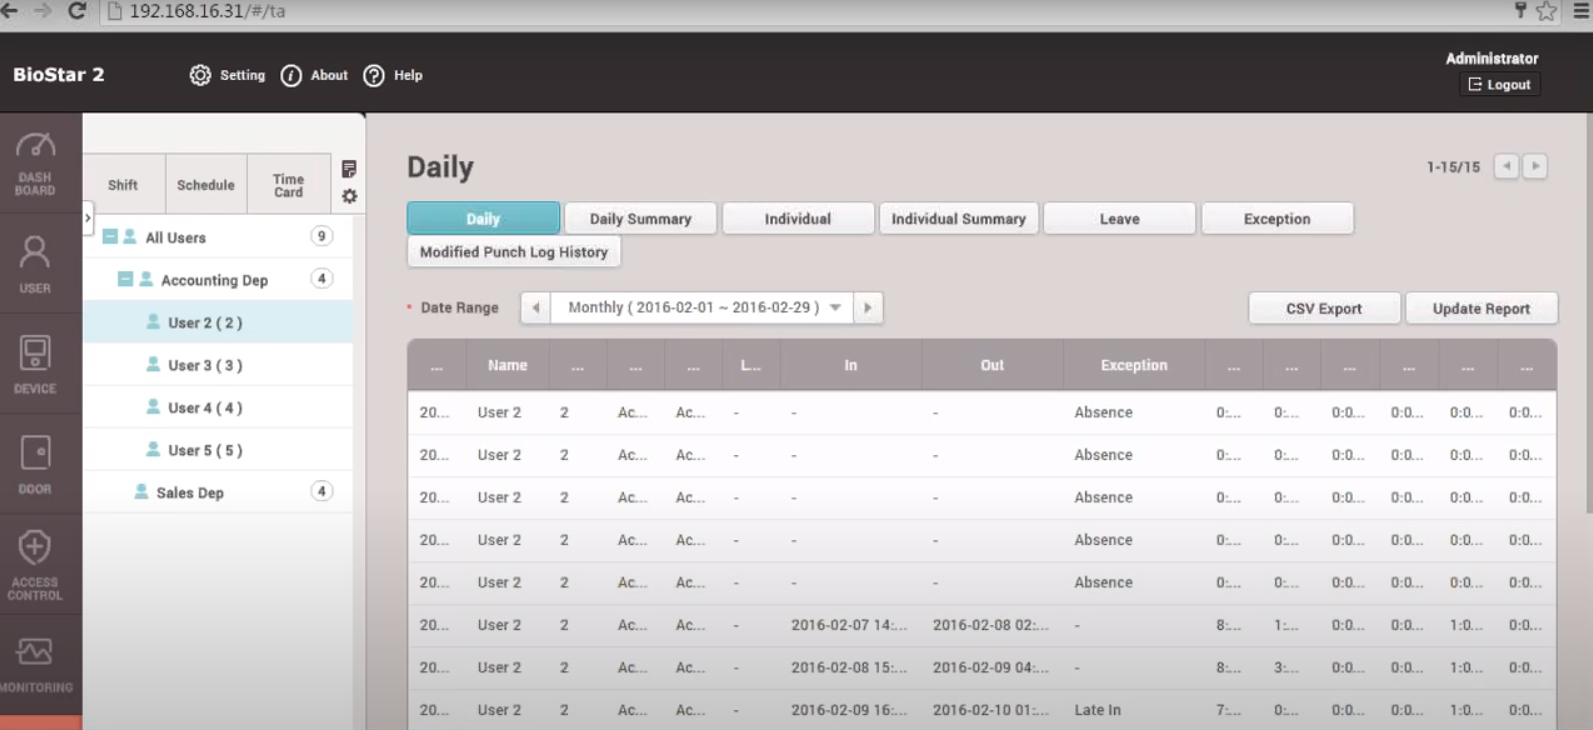 192.168.16.31/#/ta
BioStar 2
Setting
About
Help
Administrator
Logout
DASH
BOARD
USER
DEVICE
DOOR
ACCESS
CONTROL
MONITORING
Shift
Schedule
Time
Card
All Users 9
Accounting Dep 4
User 2 ( 2 )
User 3 ( 3 )
User 4 ( 4 )
User 5 ( 5 )
Sales Dep 4
Daily
1-15/15
Daily Daily Summary Individual Individual Summary Leave Exception
Modified Punch Log History
* Date Range Monthly ( 2016-02-01 ~ 2016-02-29 ) CSV Export Update Report
... Name ... ... ... L... In Out Exception ... ... ... ... ... ...
20... User 2 2 Ac... Ac... - - - Absence 0:... 0:... 0:0... 0:0... 0:0... 0:0...
20... User 2 2 Ac... Ac... - - - Absence 0:... 0:... 0:0... 0:0... 0:0... 0:0...
20... User 2 2 Ac... Ac... - - - Absence 0:... 0:... 0:0... 0:0... 0:0... 0:0...
20... User 2 2 Ac... Ac... - - - Absence 0:... 0:... 0:0... 0:0... 0:0... 0:0...
20... User 2 2 Ac... Ac... - - - Absence 0:... 0:... 0:0... 0:0... 0:0... 0:0...
20... User 2 2 Ac... Ac... - 2016-02-07 14:... 2016-02-08 02:... - 8:... 1:... 0:0... 0:0... 1:0... 0:0...
20... User 2 2 Ac... Ac... - 2016-02-08 15:... 2016-02-09 04:... - 8:... 3:... 0:0... 0:0... 1:0... 0:0...
20... User 2 2 Ac... Ac... - 2016-02-09 16:... 2016-02-10 01:... Late In 7:... 0:... 0:0... 0:0... 1:0... 0:0...